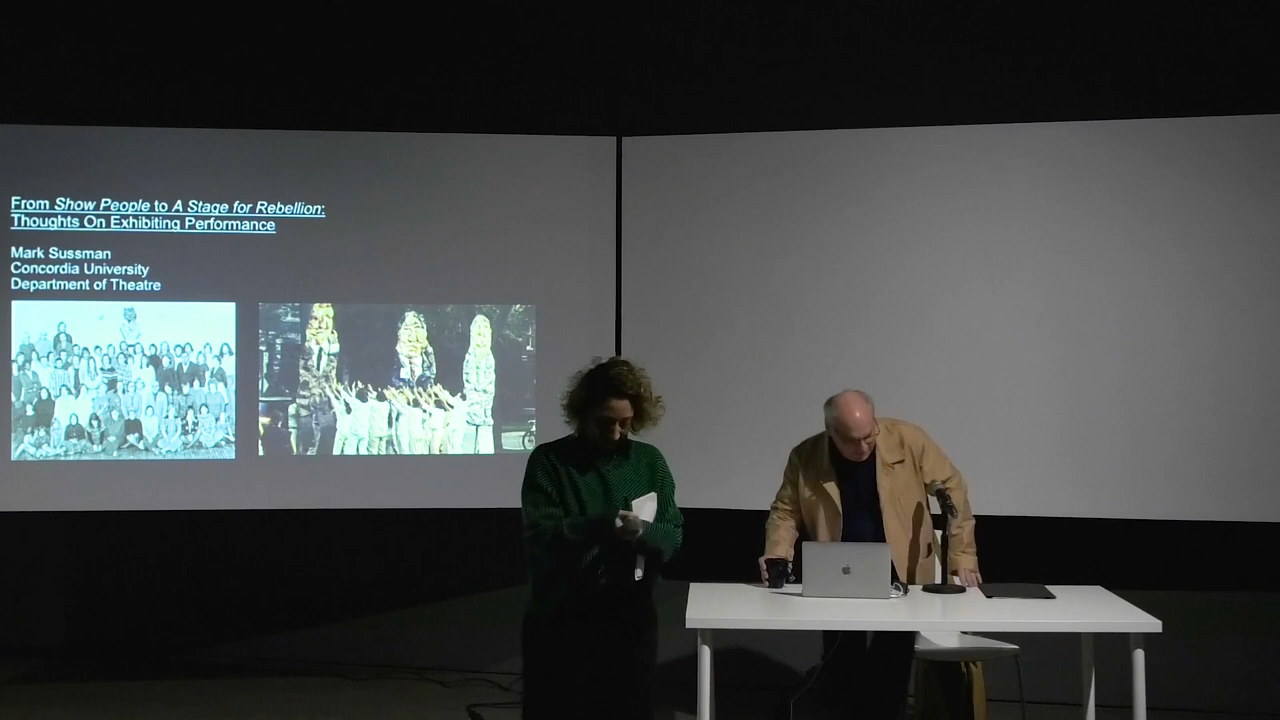 From Show People to A Stage for Rebellion:
Thoughts On Exhibiting Performance
Mark Sussman
Concordia University
Department of Theatre